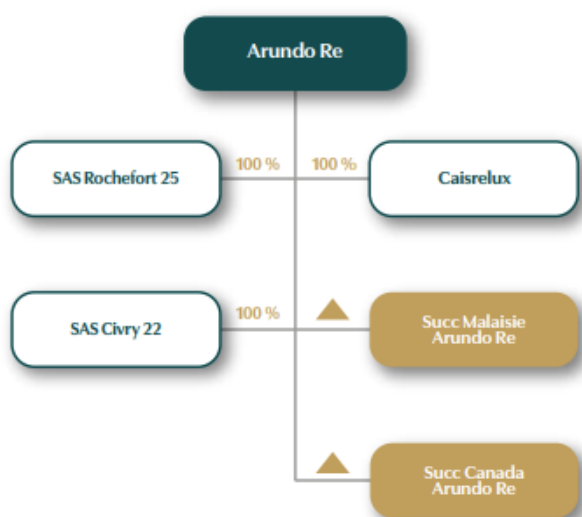 Arundo Re
SAS Rochefort 25
100 %
100 %
Caisrelux
SAS Civry 22
100 %
Succ Malaisie
Arundo Re
Succ Canada
Arundo Re